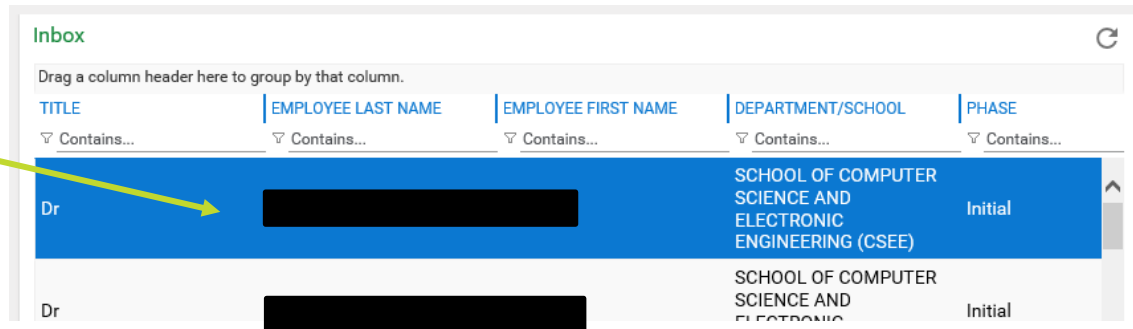 Inbox
Drag a column header here to group by that column.
TITLE EMPLOYEE LAST NAME EMPLOYEE FIRST NAME DEPARTMENT/SCHOOL PHASE
Contains... Contains... Contains... Contains... Contains...
SCHOOL OF COMPUTER
SCIENCE AND
Dr Initial
ELECTRONIC
ENGINEERING (CSEE)
SCHOOL OF COMPUTER
SCIENCE AND
Dr Initial
ELECTRONIC